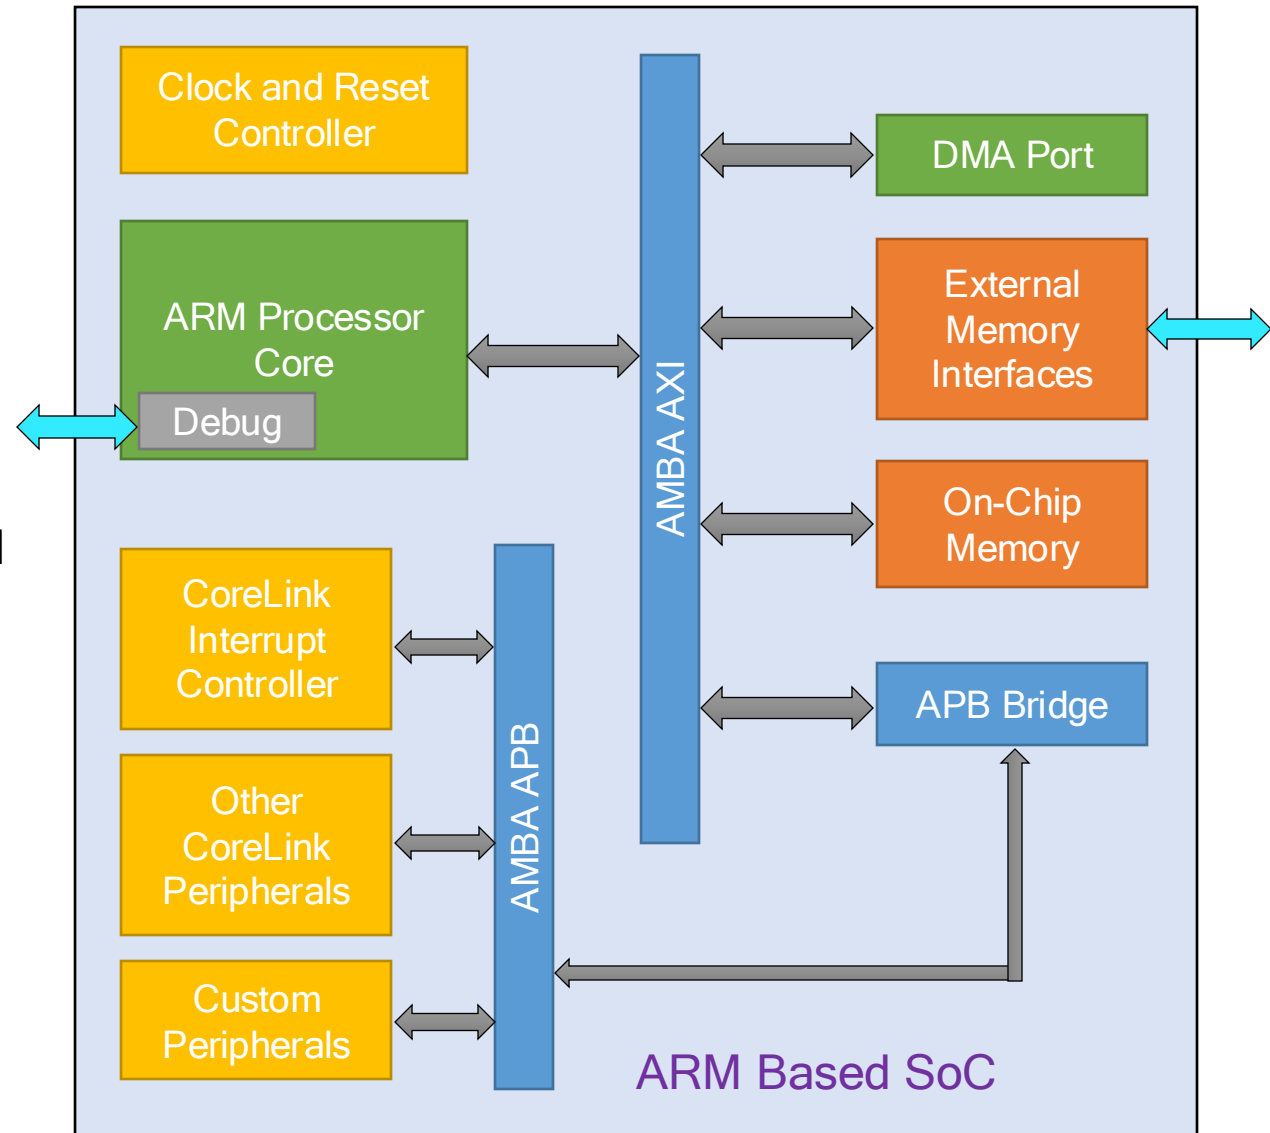 Clock and Reset
Controller
DMA Port
ARM Processor
Core
Debug
External
Memory
Interfaces
AMBA AXI
On-Chip
Memory
CoreLink
Interrupt
Controller
APB Bridge
AMBA APB
Other
CoreLink
Peripherals
Custom
Peripherals
ARM Based SoC